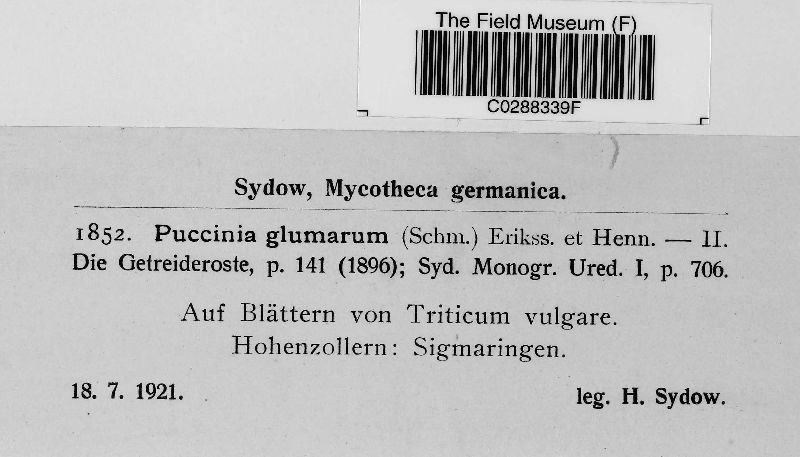 The Field Museum (F)
C0288339F
Sydow, Mycotheca germanica.
1852. Puccinia glumarum (Schm.) Erikss. et Henn. — II.
Die Getreideroste, p. 141 (1896); Syd. Monogr. Ured. I, p. 706.
Auf Blättern von Triticum vulgare.
Hohenzollern: Sigmaringen.
18. 7. 1921. leg. H. Sydow.